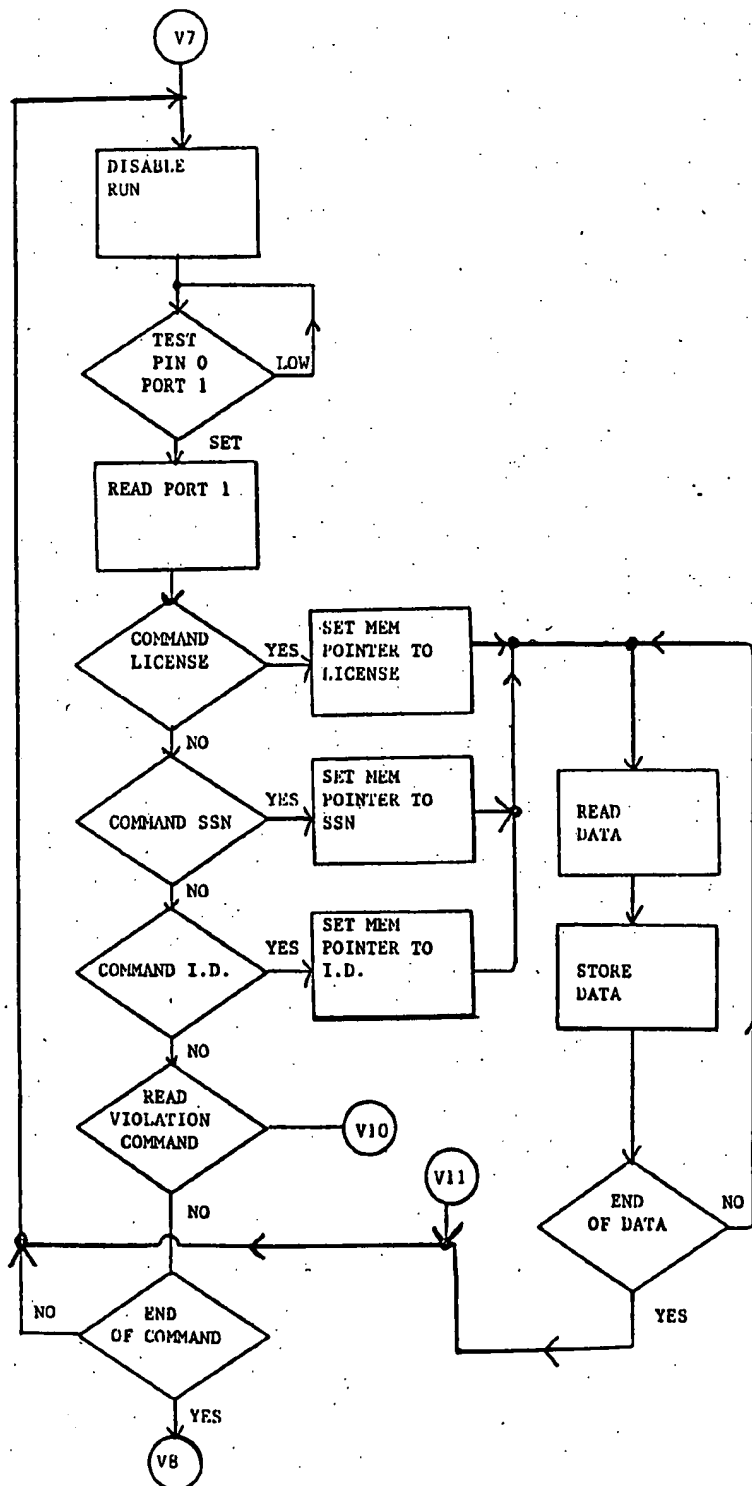 V7
DISABLE
RUN
TEST
PIN 0
PORT 1
LOW
SET
READ PORT 1
COMMAND
LICENSE
YES
SET MEM
POINTER TO
LICENSE
NO
COMMAND SSN
YES
SET MEM
POINTER TO
SSN
READ
DATA
NO
COMMAND I.D.
YES
SET MEM
POINTER TO
I.D.
STORE
DATA
NO
READ
VIOLATION
COMMAND
V10
V11
END
OF DATA
NO
NO
YES
NO
END
OF COMMAND
YES
V8